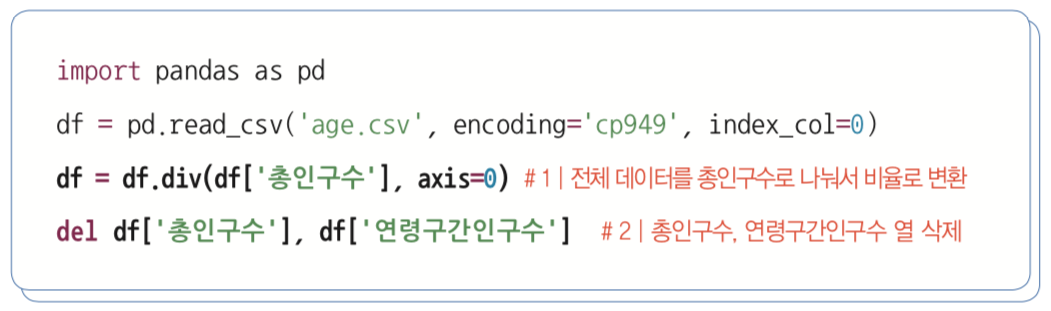 import pandas as pd
df = pd.read_csv('age.csv', encoding='cp949', index_col=0)
df = df.div(df['총인구수'], axis=0) # 1 | 전체 데이터를 총인구수로 나눠서 비율로 변환
del df['총인구수'], df['연령구간인구수'] # 2 | 총인구수, 연령구간인구수 열 삭제